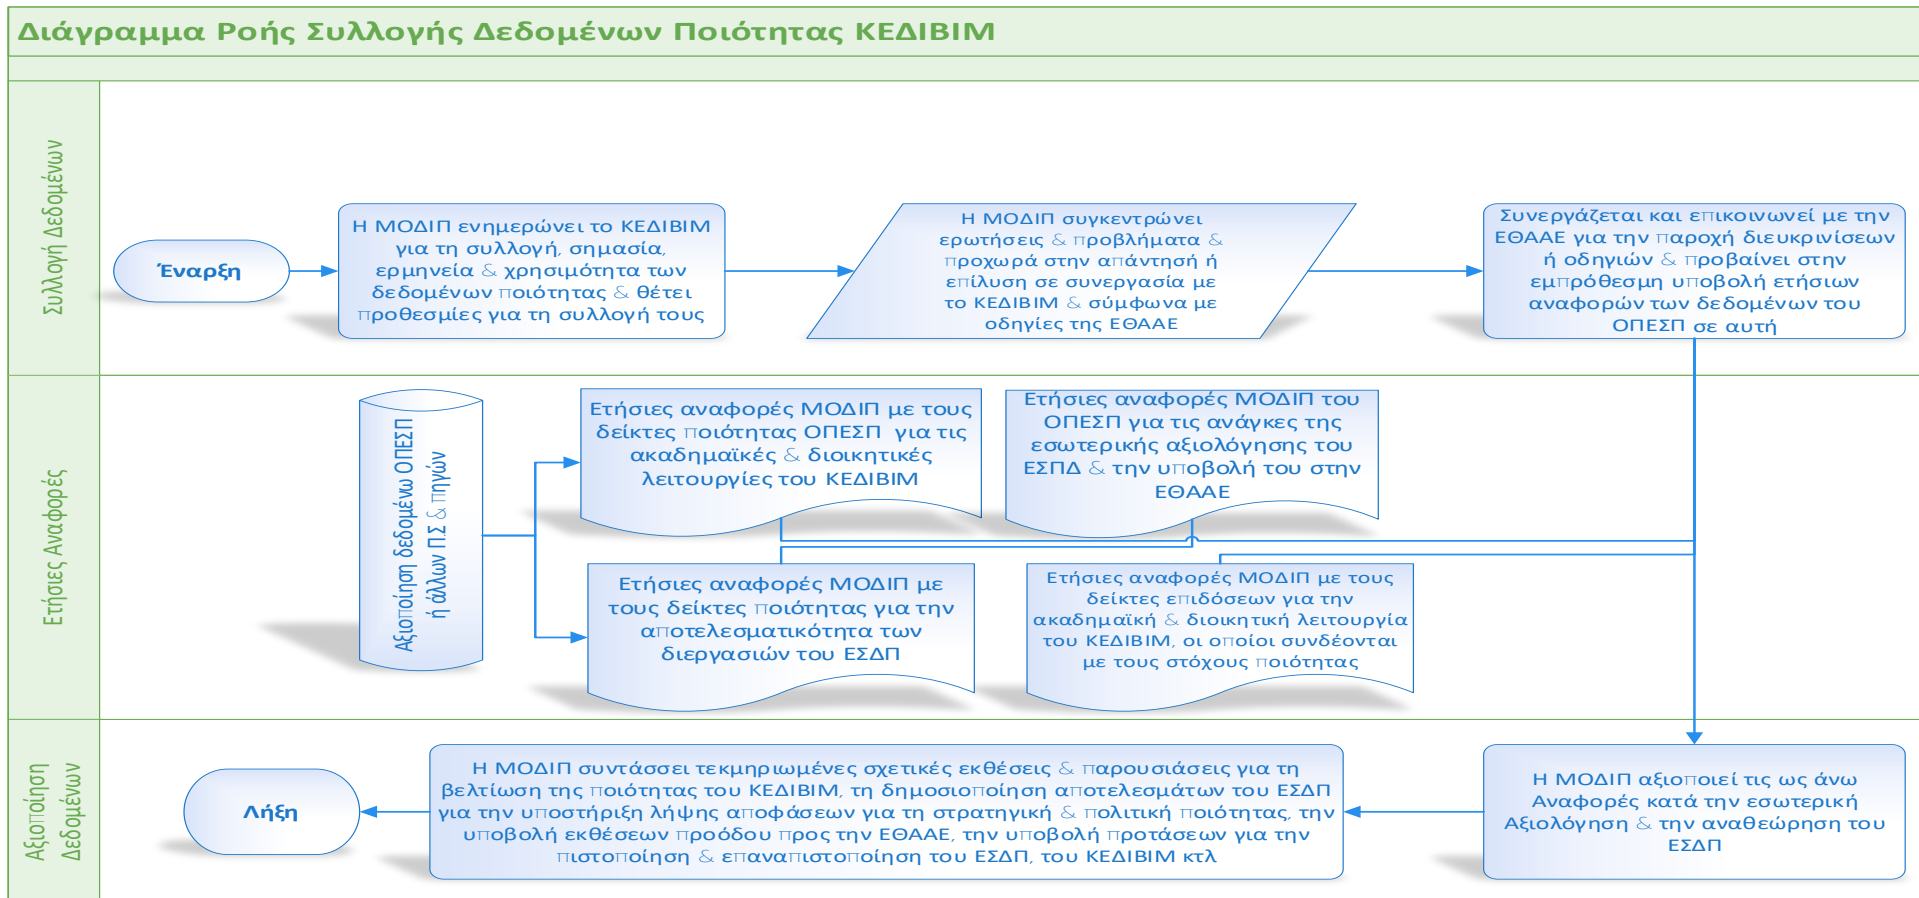 Διάγραμμα Ροής Συλλογής Δεδομένων Ποιότητας ΚΕΔΙΒΙΜ
Συλλογή Δεδομένων
Έναρξη
Η ΜΟΔΙΠ ενημερώνει το ΚΕΔΙΒΙΜ
για τη συλλογή, σημασία,
ερμηνεία & χρησιμότητα των
δεδομένων ποιότητας & θέτει
προθεσμίες για τη συλλογή τους
Η ΜΟΔΙΠ συγκεντρώνει
ερωτήσεις & προβλήματα &
προχωρά στην απάντησή ή
επίλυση σε συνεργασία με
το ΚΕΔΙΒΙΜ & σύμφωνα με
οδηγίες της ΕΘΑΑΕ
Συνεργάζεται και επικοινωνεί με την
ΕΘΑΑΕ για την παροχή διευκρινίσεων
ή οδηγιών & προβαίνει στην
εμπρόθεσμη υποβολή ετήσιων
αναφορών των δεδομένων του
ΟΠΕΣΠ σε αυτή
Ετήσιες Αναφορές
Αξιοποίηση δεδομένω ΟΠΕΣΠ
ή άλλων Π.Σ & πηγών
Ετήσιες αναφορές ΜΟΔΙΠ με τους
δείκτες ποιότητας ΟΠΕΣΠ για τις
ακαδημαϊκές & διοικητικές
λειτουργίες του ΚΕΔΙΒΙΜ
Ετήσιες αναφορές ΜΟΔΙΠ του
ΟΠΕΣΠ για τις ανάγκες της
εσωτερικής αξιολόγησης του
ΕΣΠΔ & την υποβολή του στην
ΕΘΑΑΕ
Ετήσιες αναφορές ΜΟΔΙΠ με
τους δείκτες ποιότητας για την
αποτελεσματικότητα των
διεργασιών του ΕΣΔΠ
Ετήσιες αναφορές ΜΟΔΙΠ με τους
δείκτες επιδόσεων για την
ακαδημαϊκή & διοικητική λειτουργία
του ΚΕΔΙΒΙΜ, οι οποίοι συνδέονται
με τους στόχους ποιότητας
Αξιοποίηση
Δεδομένων
Λήξη
Η ΜΟΔΙΠ συντάσσει τεκμηριωμένες σχετικές εκθέσεις & παρουσιάσεις για τη
βελτίωση της ποιότητας του ΚΕΔΙΒΙΜ, τη δημοσιοποίηση αποτελεσμάτων του ΕΣΔΠ
για την υποστήριξη λήψης αποφάσεων για τη στρατηγική & πολιτική ποιότητας, την
υποβολή εκθέσεων προόδου προς την ΕΘΑΑΕ, την υποβολή προτάσεων για την
πιστοποίηση & επαναπιστοποίηση του ΕΣΔΠ, του ΚΕΔΙΒΙΜ κτλ
Η ΜΟΔΙΠ αξιοποιεί τις ως άνω
Αναφορές κατά την εσωτερική
Αξιολόγηση & την αναθεώρηση του
ΕΣΔΠ